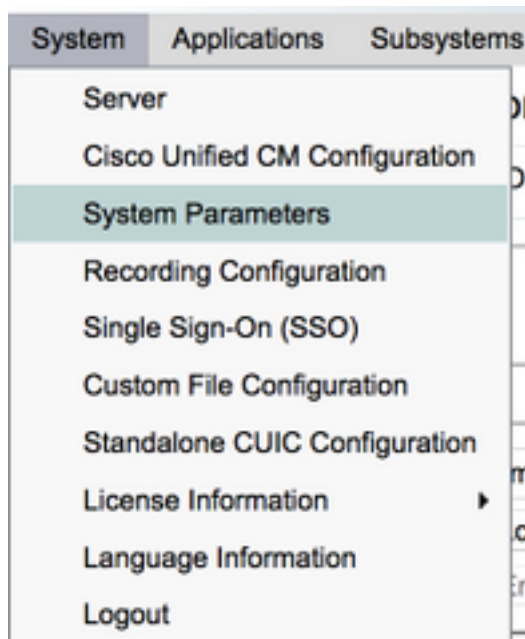 System Applications Subsystems
Server
Cisco Unified CM Configuration
System Parameters
Recording Configuration
Single Sign-On (SSO)
Custom File Configuration
Standalone CUIC Configuration
License Information
Language Information
Logout